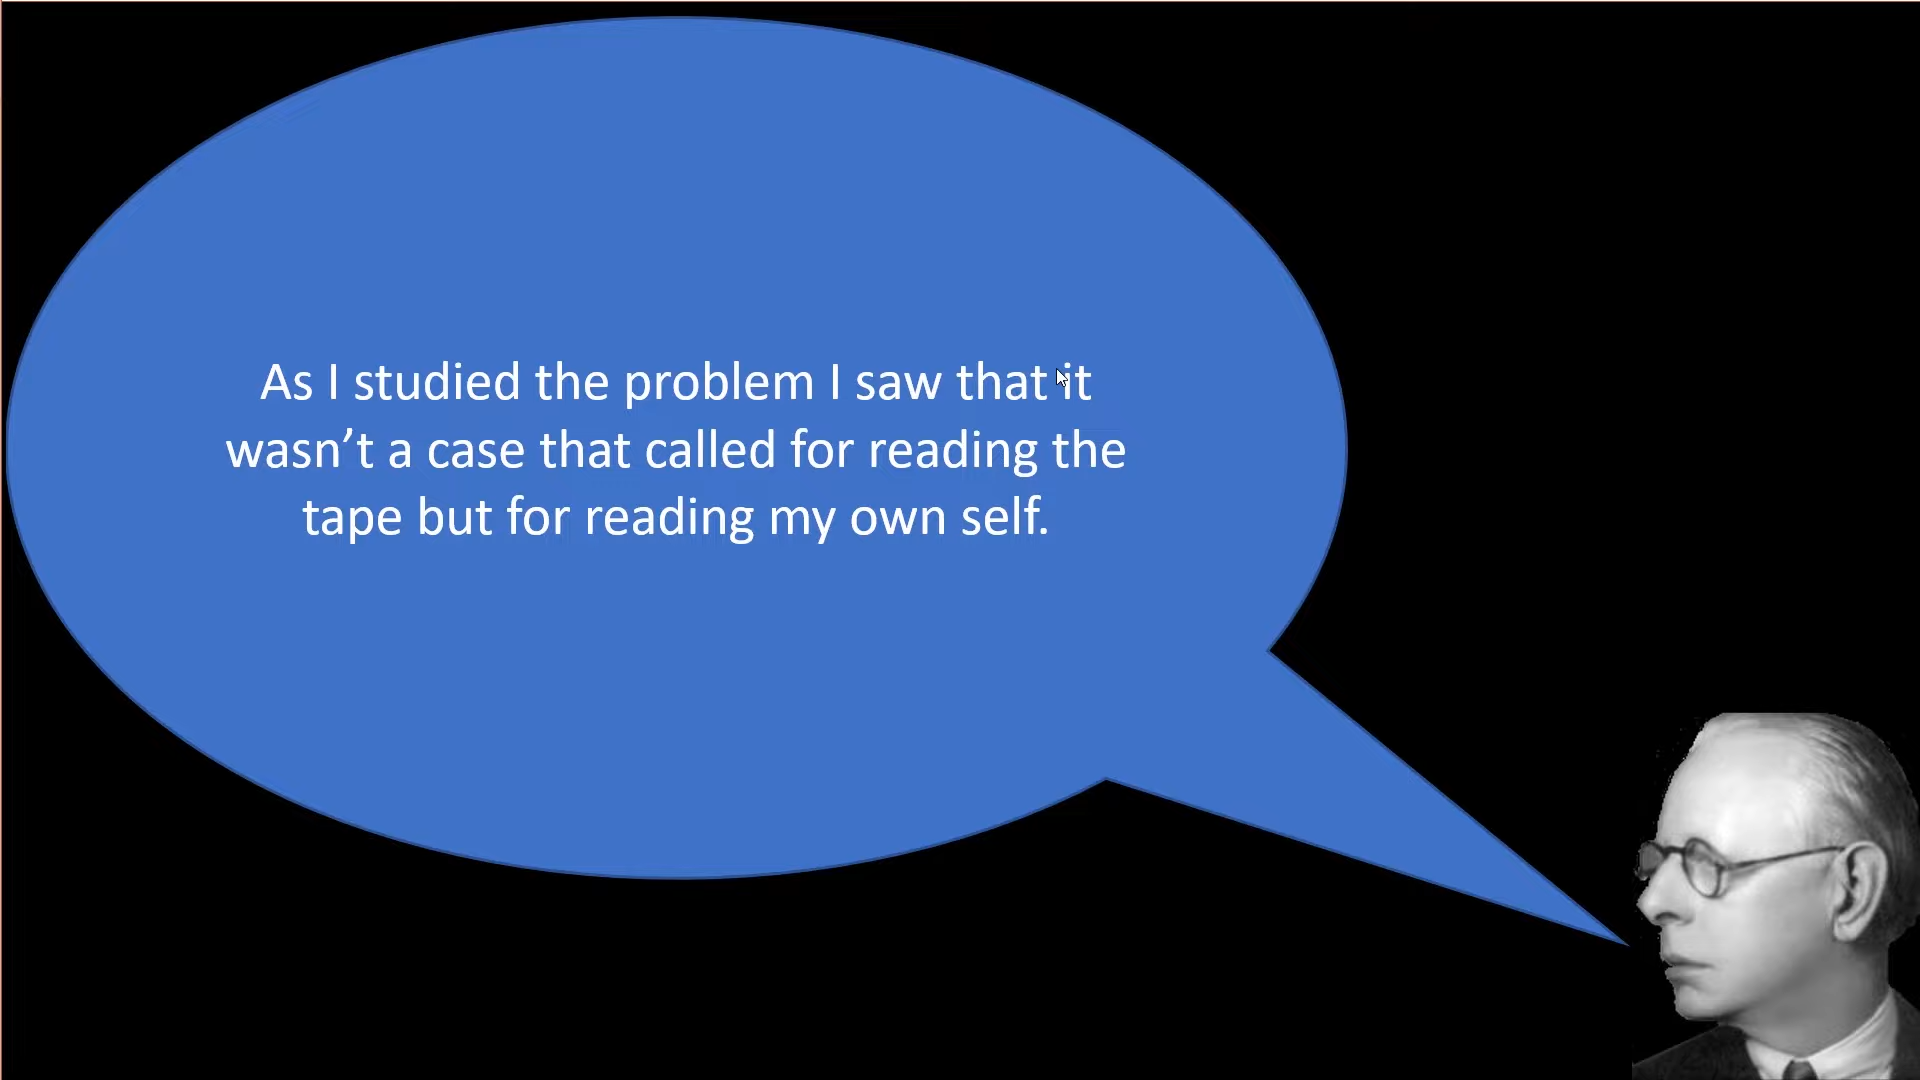 As I studied the problem I saw that it
wasn’t a case that called for reading the
tape but for reading my own self.